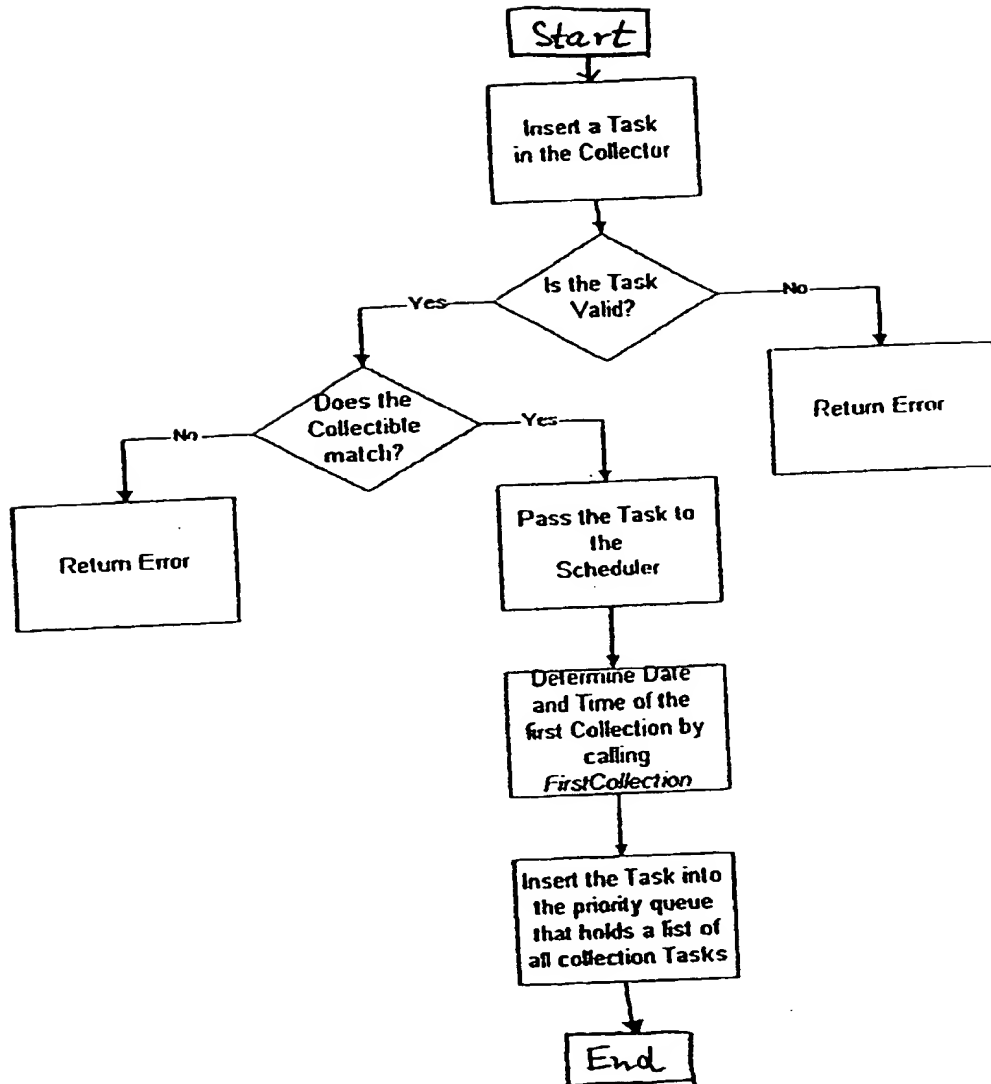 Start
Insert a Task
in the Collector
Is the Task
Valid?
Yes
No
Does the
Collectible
match?
Return Error
No
Yes
Return Error
Pass the Task to
the
Scheduler
Determine Date
and Time of the
first Collection by
calling
FirstCollection
Insert the Task into
the priority queue
that holds a list of
all collection Tasks
End